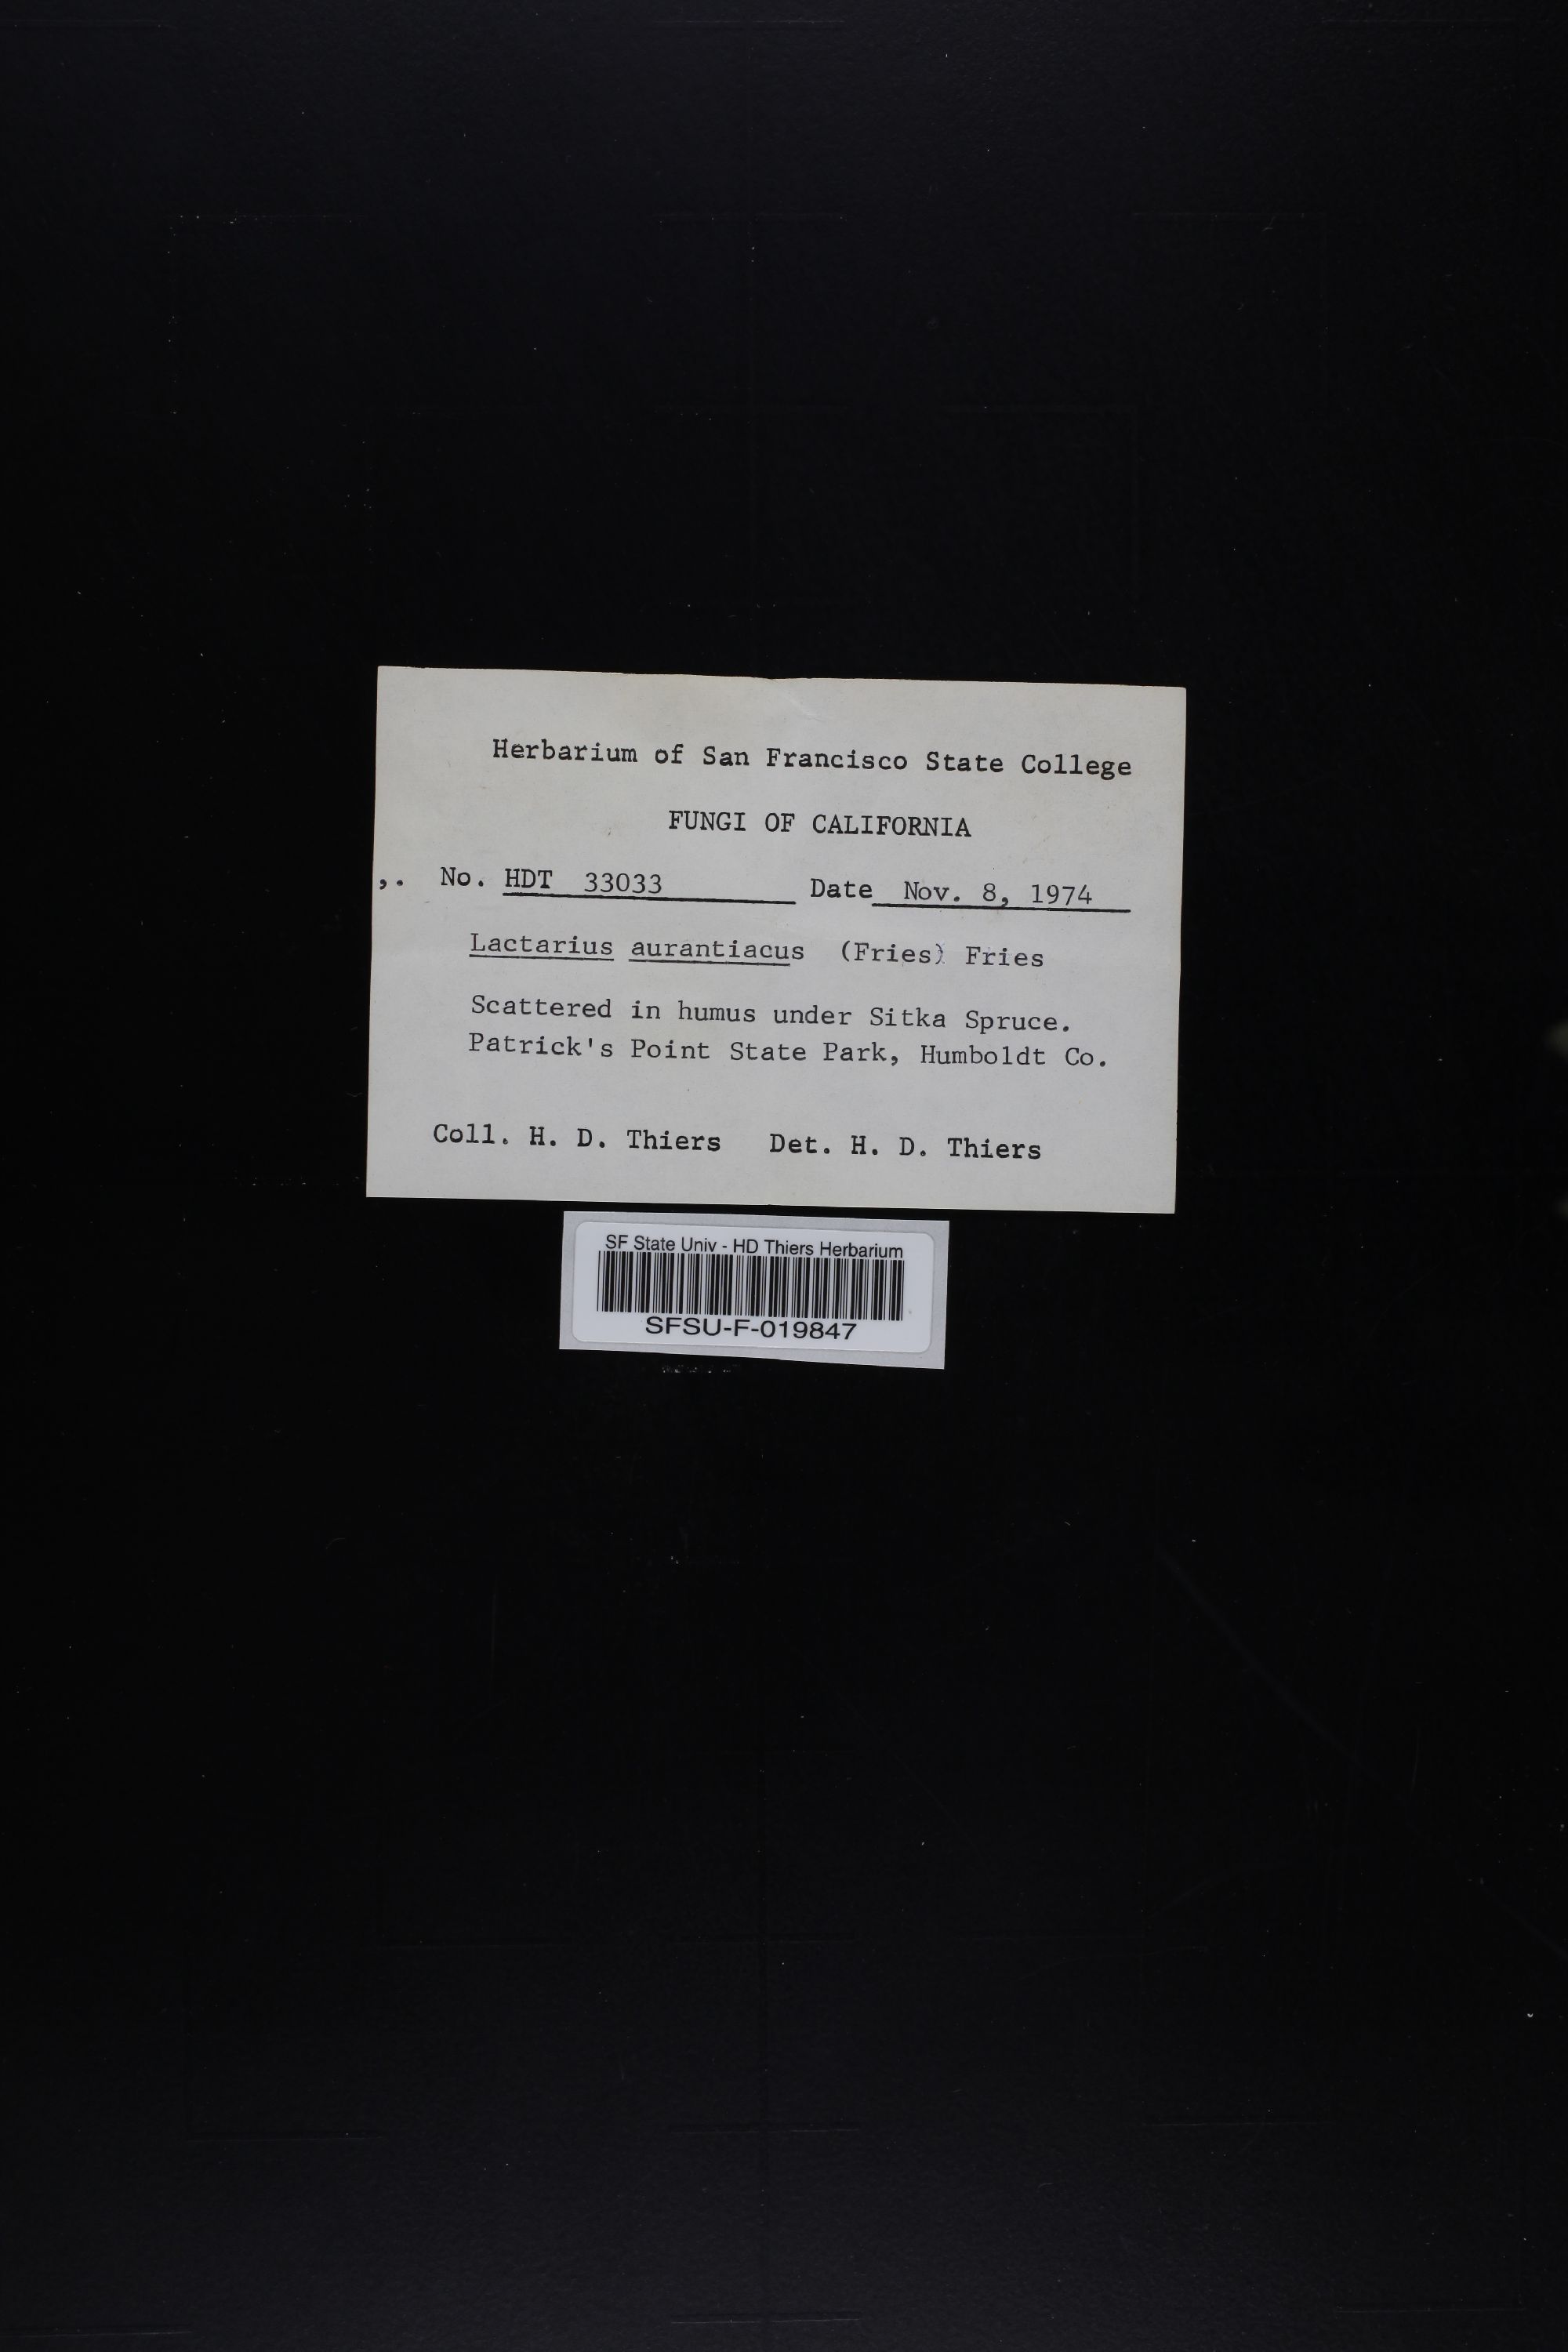 Herbarium of San Francisco State College
FUNGI OF CALIFORNIA
,. No. HDT 33033 Date Nov. 8, 1974
Lactarius aurantiacus (Fries) Fries
Scattered in humus under Sitka Spruce.
Patrick's Point State Park, Humboldt Co.
Coll. H. D. Thiers Det. H. D. Thiers
SF State Univ - HD Thiers Herbarium
SFSU-F-019847